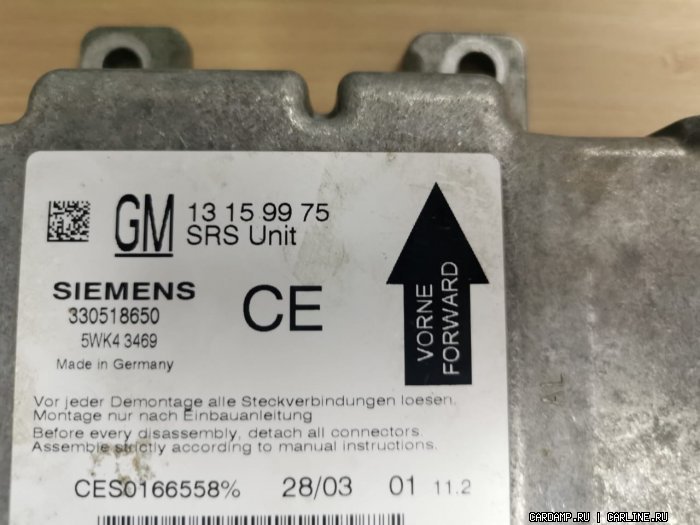 GM 13 15 99 75
SRS Unit
SIEMENS
330518650
5WK4 3469
Made in Germany
CE
VORNE
FORWARD
Vor jeder Demontage alle Steckverbindungen loesen.
Montage nur nach Einbauanleitung
Before every disassembly, detach all connectors.
Assemble strictly according to manual instructions.
CES0166558% 28/03 01 11.2
CARDAMP.RU | CARLINE.RU